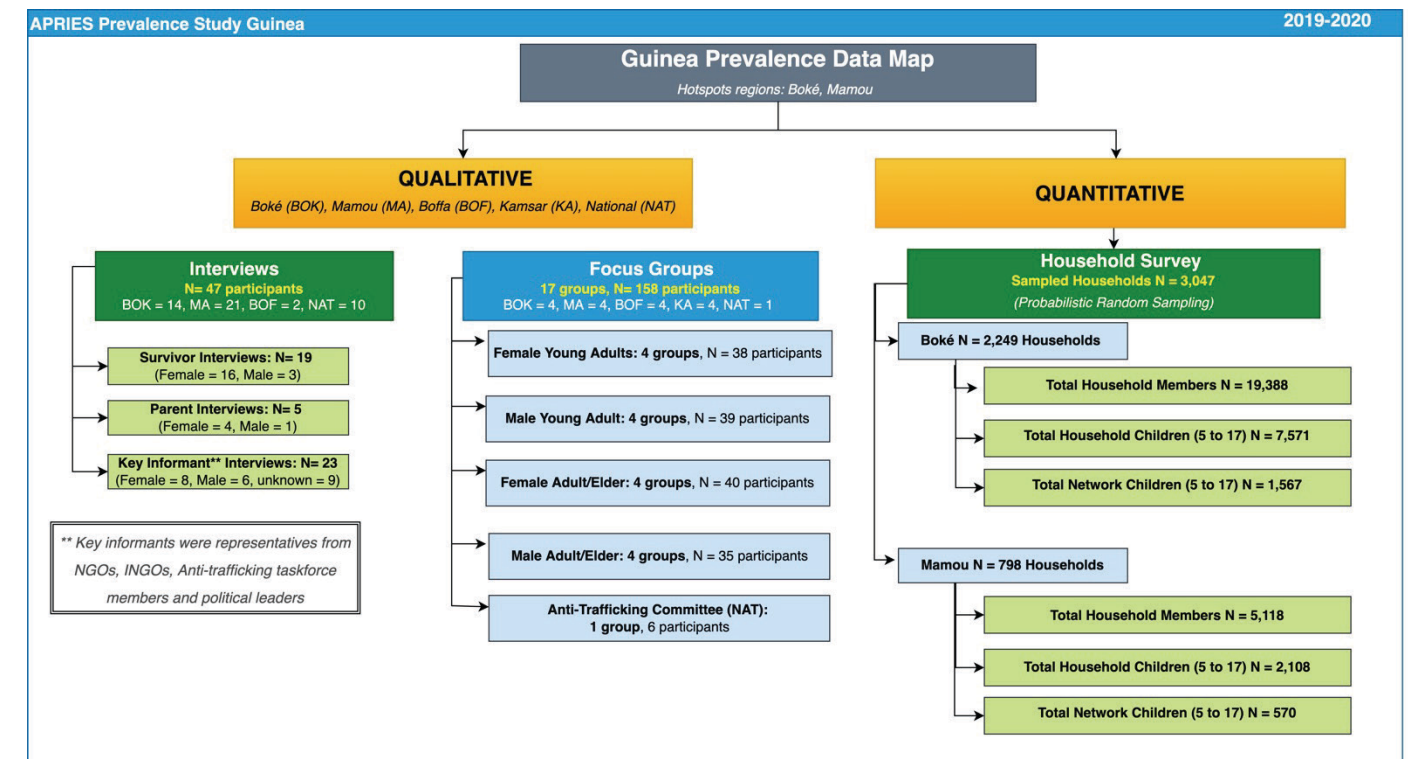 APRIES Prevalence Study Guinea
2019-2020
Guinea Prevalence Data Map
Hotspots regions: Boké, Mamou
QUALITATIVE
Boké (BOK), Mamou (MA), Boffa (BOF), Kamsar (KA), National (NAT)
Interviews
N= 47 participants
BOK = 14, MA = 21, BOF = 2, NAT = 10
Survivor Interviews: N= 19
(Female = 16, Male = 3)
Parent Interviews: N= 5
(Female = 4, Male = 1)
Key Informant** Interviews: N= 23
(Female = 8, Male = 6, unknown = 9)
** Key informants were representatives from
NGOs, INGOs, Anti-trafficking taskforce
members and political leaders
Focus Groups
17 groups, N= 158 participants
BOK = 4, MA = 4, BOF = 4, KA = 4, NAT = 1
Female Young Adults: 4 groups, N = 38 participants
Male Young Adult: 4 groups, N = 39 participants
Female Adult/Elder: 4 groups, N = 40 participants
Male Adult/Elder: 4 groups, N = 35 participants
Anti-Trafficking Committee (NAT):
1 group, 6 participants
QUANTITATIVE
Household Survey
Sampled Households N = 3,047
(Probabilistic Random Sampling)
Boké N = 2,249 Households
Total Household Members N = 19,388
Total Household Children (5 to 17) N = 7,571
Total Network Children (5 to 17) N = 1,567
Mamou N = 798 Households
Total Household Members N = 5,118
Total Household Children (5 to 17) N = 2,108
Total Network Children (5 to 17) N = 570